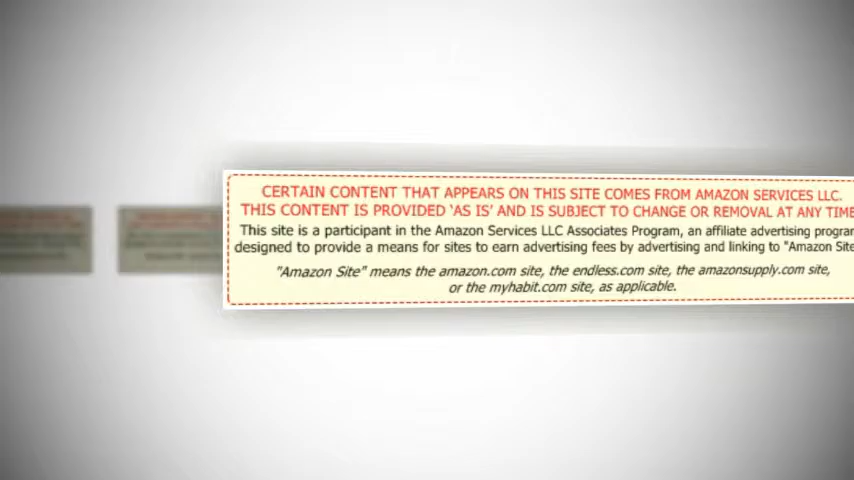 CERTAIN CONTENT THAT APPEARS ON THIS SITE COMES FROM AMAZON SERVICES LLC.
THIS CONTENT IS PROVIDED ‘AS IS’ AND IS SUBJECT TO CHANGE OR REMOVAL AT ANY TIME
This site is a participant in the Amazon Services LLC Associates Program, an affiliate advertising program
designed to provide a means for sites to earn advertising fees by advertising and linking to "Amazon Site
"Amazon Site" means the amazon.com site, the endless.com site, the amazonsupply.com site,
or the myhabit.com site, as applicable.